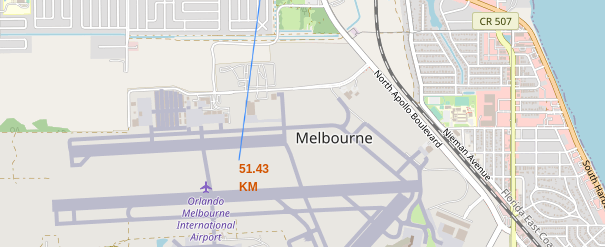 CR 507
North Apollo Boulevard
Melbourne
Nieman Avenue
51.43
KM
Orlando
Melbourne
International
Airport
South Harb
Florida East Coa